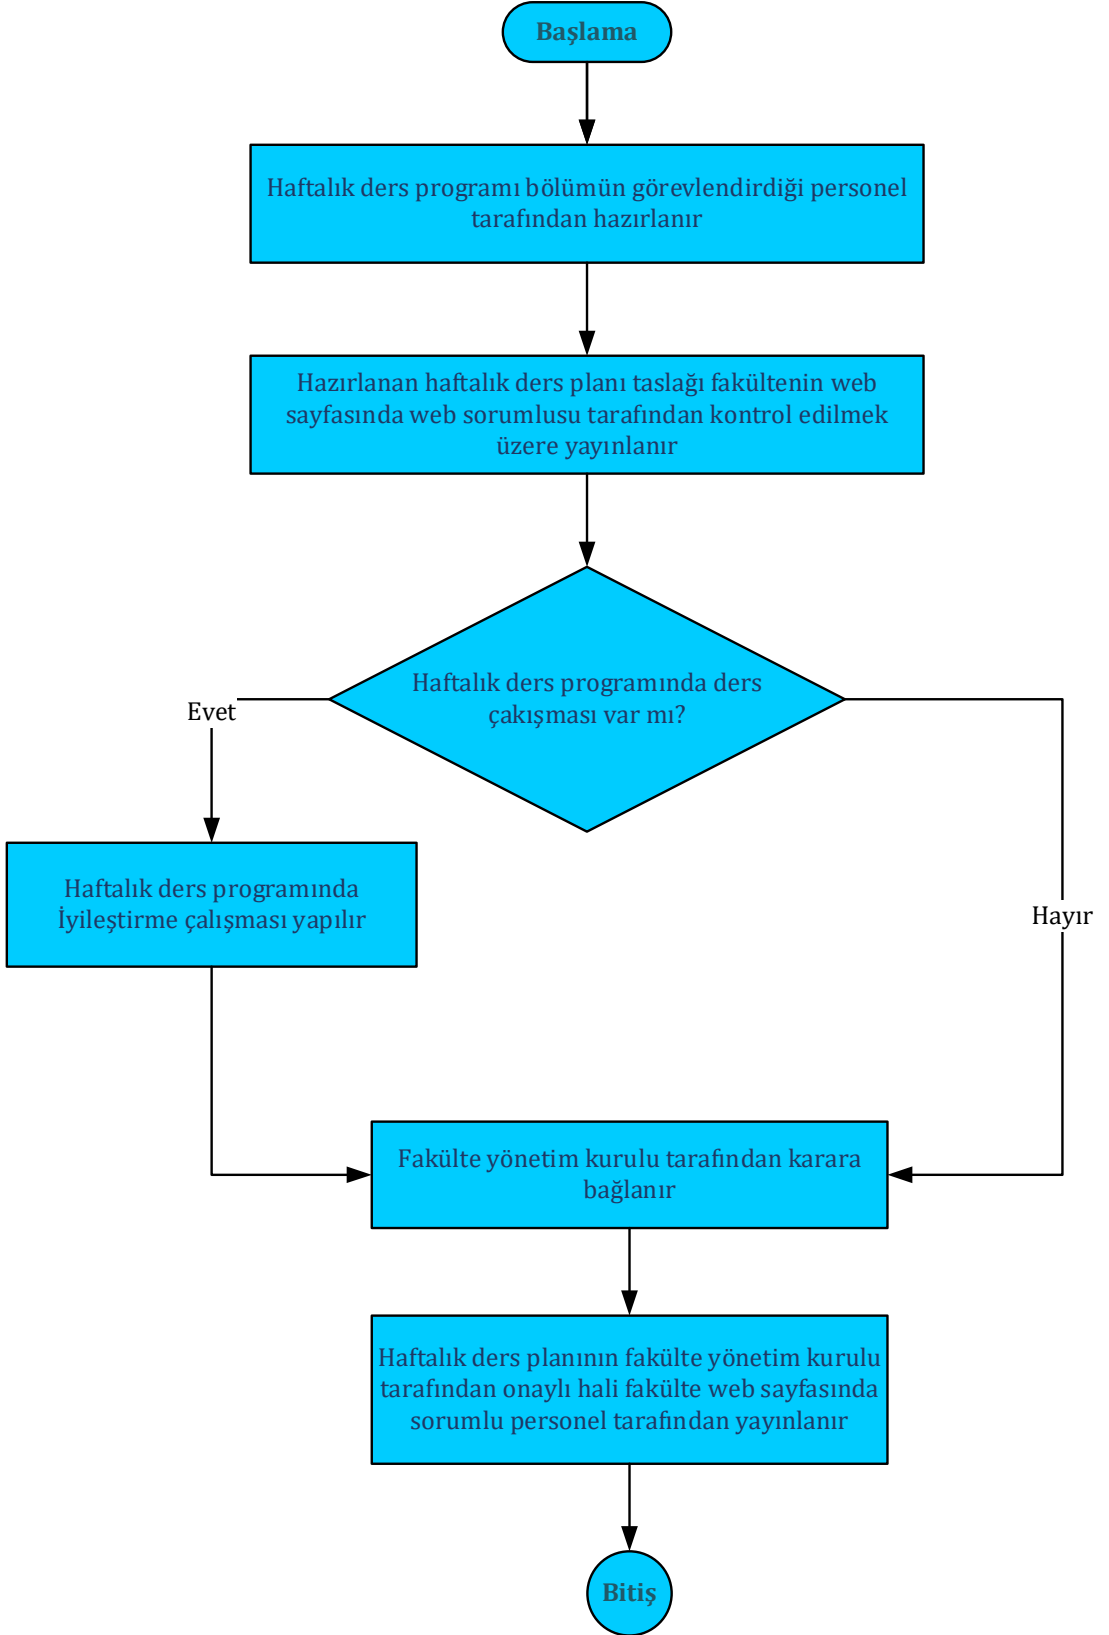 Başlama
Haftalık ders programı bölümün görevlendirdiği personel
tarafından hazırlanır
Hazırlanan haftalık ders planı taslağı fakültenin web
sayfasında web sorumlusu tarafından kontrol edilmek
üzere yayınlanır
Haftalık ders programında ders
çakışması var mı?
Evet
Haftalık ders programında
İyileştirme çalışması yapılır
Hayır
Fakülte yönetim kurulu tarafından karara
bağlanır
Haftalık ders planının fakülte yönetim kurulu
tarafından onaylı hali fakülte web sayfasında
sorumlu personel tarafından yayınlanır
Bitiş